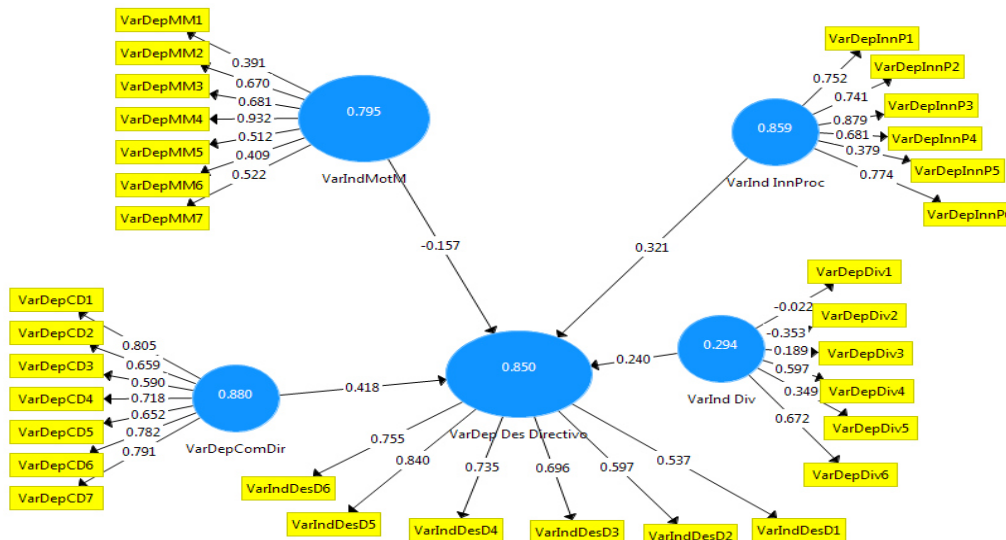 VarDepMM1
VarDepMM2
VarDepMM3
VarDepMM4
VarDepMM5
VarDepMM6
VarDepMM7
0.391
0.670
0.681
0.932
0.512
0.409
0.522
0.795
VarIndMotM
-0.157
VarDepInnP1
VarDepInnP2
VarDepInnP3
VarDepInnP4
VarDepInnP5
VarDepInnP6
0.752
0.741
0.879
0.681
0.379
0.774
0.859
VarInd InnProc
0.321
VarDepCD1
VarDepCD2
VarDepCD3
VarDepCD4
VarDepCD5
VarDepCD6
VarDepCD7
0.805
0.659
0.590
0.718
0.652
0.782
0.791
0.880
VarDepComDir
0.418
0.850
VarDep Des Directivo
0.240
0.294
VarInd Div
VarDepDiv1
VarDepDiv2
VarDepDiv3
VarDepDiv4
VarDepDiv5
VarDepDiv6
-0.022
-0.353
0.189
0.597
0.349
0.672
0.755
0.840
0.735
0.696
0.597
0.537
VarIndDesD6
VarIndDesD5
VarIndDesD4
VarIndDesD3
VarIndDesD2
VarIndDesD1